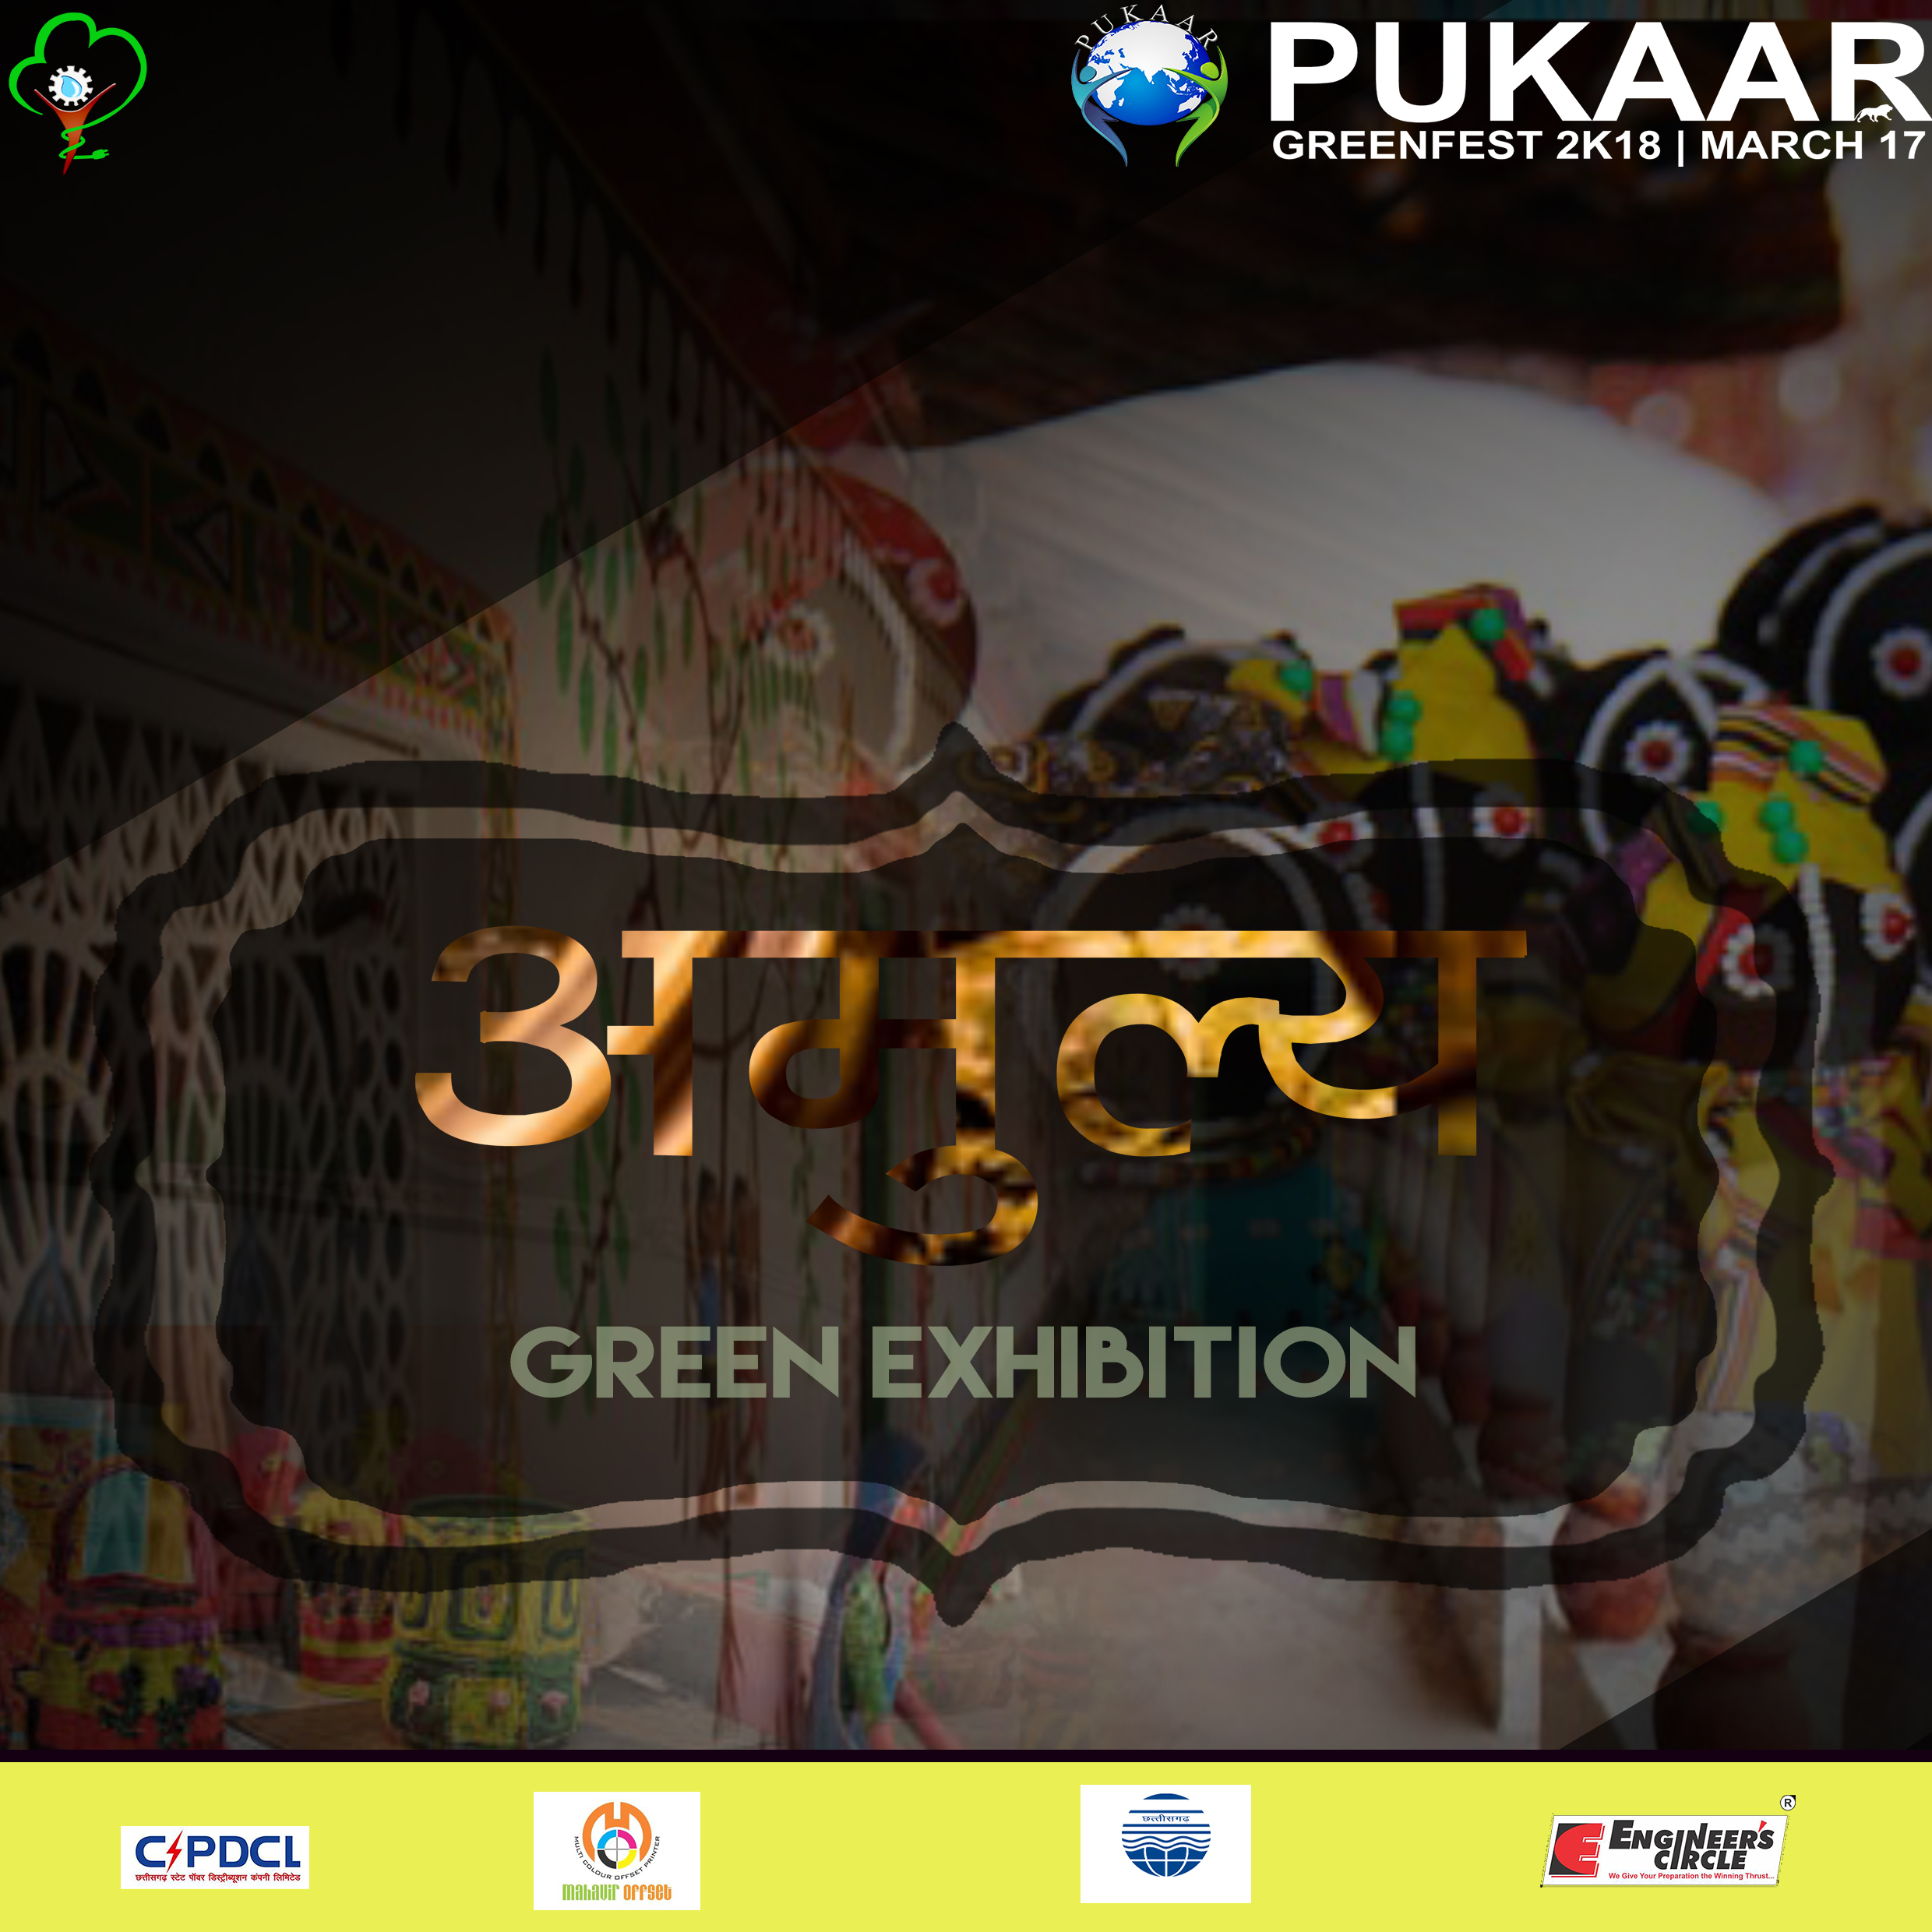 PUKAAR
PUKAAR
GREENFEST 2K18 | MARCH 17
अमुल्य
GREEN EXHIBITION
CSPDCL
छत्तीसगढ़ स्टेट पॉवर डिस्ट्रीब्यूशन कंपनी लिमिटेड
MULTI COLOUR OFFSET PRINTER
MAHAVIR OFFSET
छत्तीसगढ
ENGINEER'S
CIRCLE
®
We Give Your Preparation the Winning Thrust...